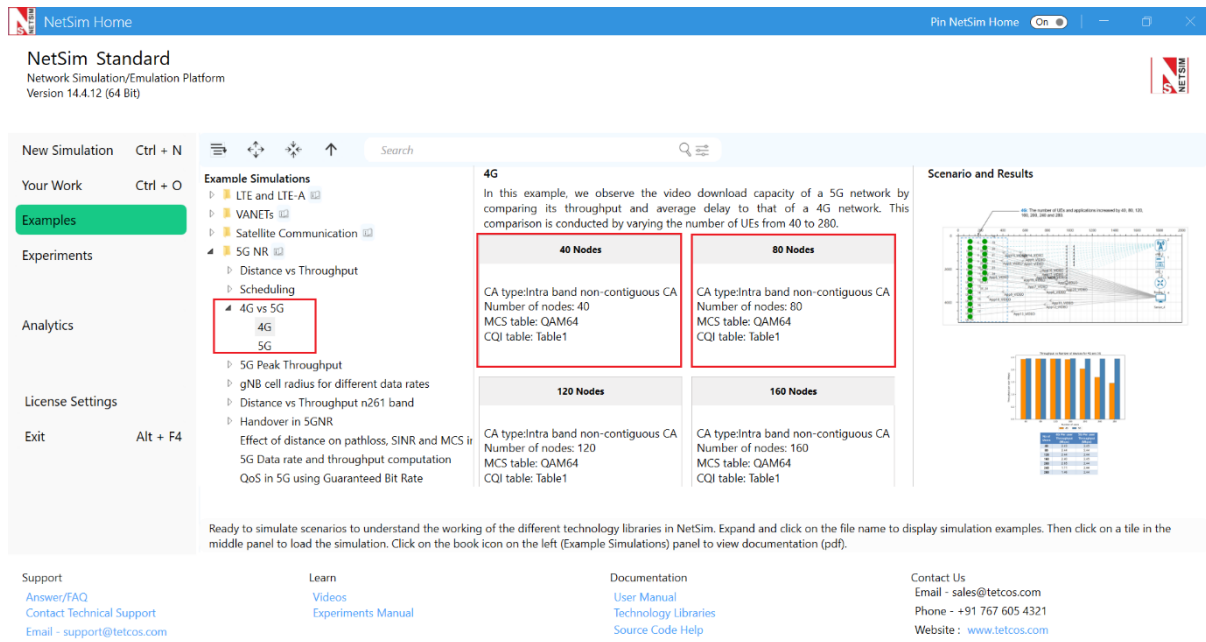 NETSIM
NetSim Home
Pin NetSim Home
On
NetSim Standard
Network Simulation/Emulation Platform
Version 14.4.12 (64 Bit)
NETSIM
New Simulation Ctrl + N
Your Work Ctrl + O
Examples
Experiments
Analytics
License Settings
Exit Alt + F4
Search
Example Simulations
LTE and LTE-A
VANETs
Satellite Communication
5G NR
Distance vs Throughput
Scheduling
4G vs 5G
4G
5G
5G Peak Throughput
gNB cell radius for different data rates
Distance vs Throughput n261 band
Handover in 5GNR
Effect of distance on pathloss, SINR and MCS in
5G Data rate and throughput computation
QoS in 5G using Guaranteed Bit Rate
4G
In this example, we observe the video download capacity of a 5G network by
comparing its throughput and average delay to that of a 4G network. This
comparison is conducted by varying the number of UEs from 40 to 280.
40 Nodes
CA type:Intra band non-contiguous CA
Number of nodes: 40
MCS table: QAM64
CQI table: Table1
80 Nodes
CA type:Intra band non-contiguous CA
Number of nodes: 80
MCS table: QAM64
CQI table: Table1
120 Nodes
CA type:Intra band non-contiguous CA
Number of nodes: 120
MCS table: QAM64
CQI table: Table1
160 Nodes
CA type:Intra band non-contiguous CA
Number of nodes: 160
MCS table: QAM64
CQI table: Table1
Scenario and Results
Ready to simulate scenarios to understand the working of the different technology libraries in NetSim. Expand and click on the file name to display simulation examples. Then click on a tile in the
middle panel to load the simulation. Click on the book icon on the left (Example Simulations) panel to view documentation (pdf).
Support
Answer/FAQ
Contact Technical Support
Email - support@tetcos.com
Learn
Videos
Experiments Manual
Documentation
User Manual
Technology Libraries
Source Code Help
Contact Us
Email - sales@tetcos.com
Phone - +91 767 605 4321
Website : www.tetcos.com